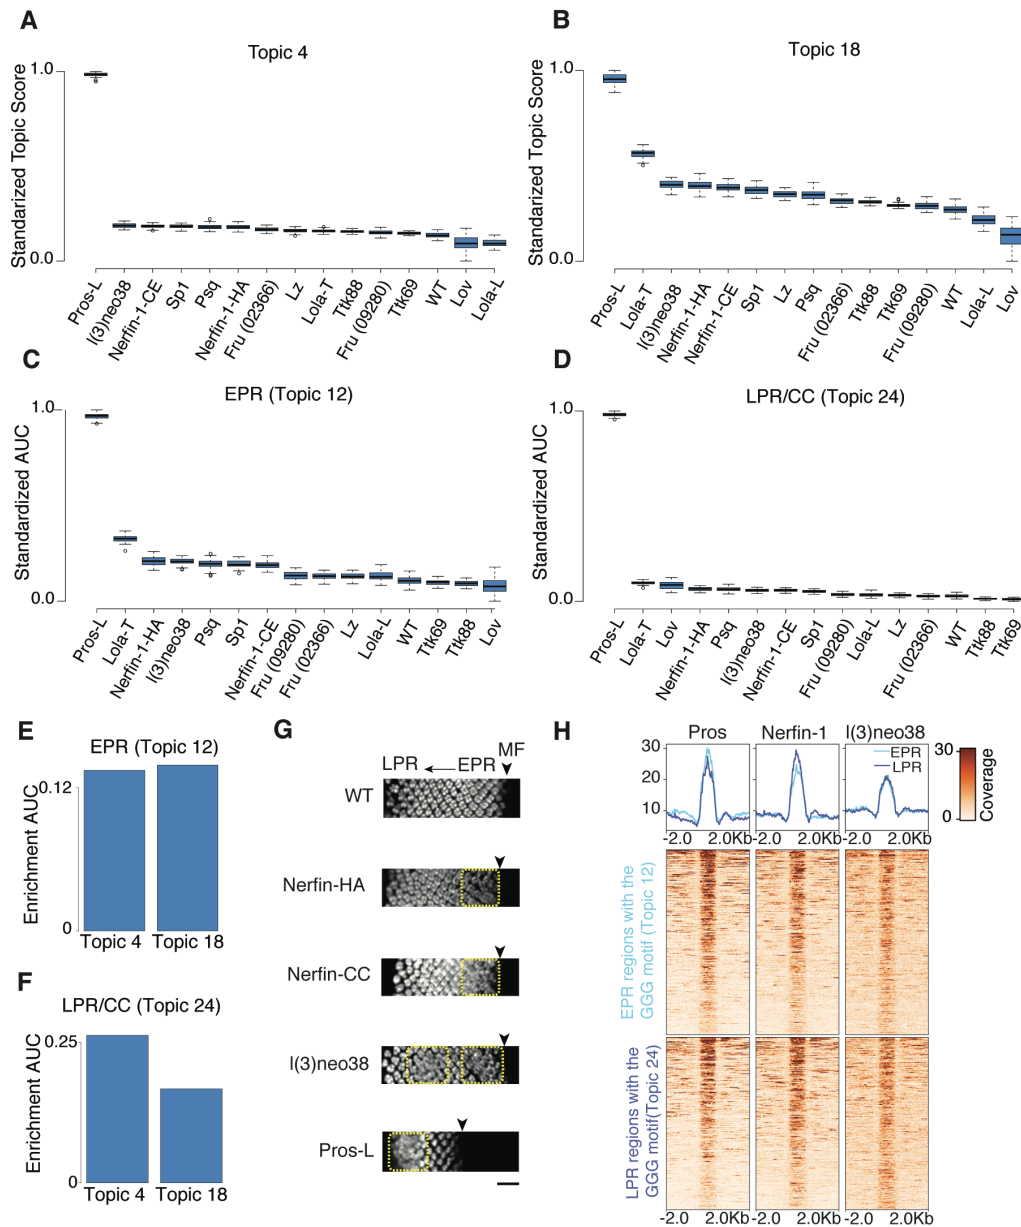 A
Topic 4
Standarized Topic Score
1.0
0.0
Pros-L
l(3)neo38
Nerfin-1-CE
Sp1
Psq
Nerfin-1-HA
Fru (02366)
Lz
Lola-T
Ttk88
Fru (09280)
Ttk69
WT
Lov
Lola-L
B
Topic 18
Standarized Topic Score
1.0
0.0
Pros-L
Lola-T
l(3)neo38
Nerfin-1-HA
Nerfin-1-CE
Sp1
Lz
Psq
Fru (02366)
Ttk88
Ttk69
Fru (09280)
WT
Lola-L
Lov
C
EPR (Topic 12)
Standardized AUC
1.0
0.0
Pros-L
Lola-T
Nerfin-1-HA
l(3)neo38
Psq
Sp1
Nerfin-1-CE
Fru (09280)
Fru (02366)
Lz
Lola-L
WT
Ttk69
Ttk88
Lov
D
LPR/CC (Topic 24)
Standardized AUC
1.0
0.0
Pros-L
Lola-T
Lov
Nerfin-1-HA
Psq
l(3)neo38
Nerfin-1-CE
Sp1
Fru (09280)
Lola-L
Lz
Fru (02366)
WT
Ttk88
Ttk69
E
EPR (Topic 12)
Enrichment AUC
0.12
0
Topic 4 Topic 18
F
LPR/CC (Topic 24)
Enrichment AUC
0.25
0
Topic 4 Topic 18
G
MF
LPR EPR
WT
Nerfin-HA
Nerfin-CC
l(3)neo38
Pros-L
H
Pros Nerfin-1 l(3)neo38
30
20
10
EPR
LPR
-2.0 2.0Kb -2.0 2.0Kb -2.0 2.0Kb
30
0
Coverage
EPR regions with the
GGG motif (Topic 12)
LPR regions with the
GGG motif(Topic 24)
-2.0 2.0Kb -2.0 2.0Kb -2.0 2.0Kb